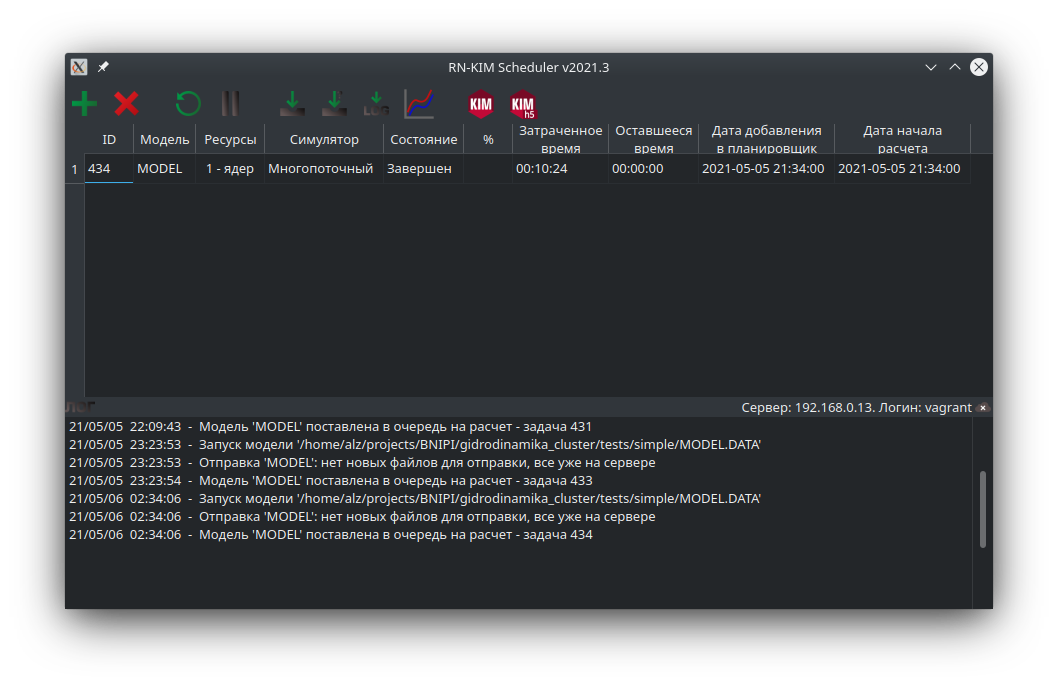 RN-KIM Scheduler v2021.3
LOG KIM KIM h5
ID Модель Ресурсы Симулятор Состояние % Затраченное время Оставшееся время Дата добавления в планировщик Дата начала расчета
1 434 MODEL 1 - ядер Многопоточный Завершен 00:10:24 00:00:00 2021-05-05 21:34:00 2021-05-05 21:34:00
Лог Сервер: 192.168.0.13. Логин: vagrant
21/05/05 22:09:43 - Модель 'MODEL' поставлена в очередь на расчет - задача 431
21/05/05 23:23:53 - Запуск модели '/home/alz/projects/BNIPI/gidrodinamika_cluster/tests/simple/MODEL.DATA'
21/05/05 23:23:53 - Отправка 'MODEL': нет новых файлов для отправки, все уже на сервере
21/05/05 23:23:54 - Модель 'MODEL' поставлена в очередь на расчет - задача 433
21/05/06 02:34:06 - Запуск модели '/home/alz/projects/BNIPI/gidrodinamika_cluster/tests/simple/MODEL.DATA'
21/05/06 02:34:06 - Отправка 'MODEL': нет новых файлов для отправки, все уже на сервере
21/05/06 02:34:06 - Модель 'MODEL' поставлена в очередь на расчет - задача 434